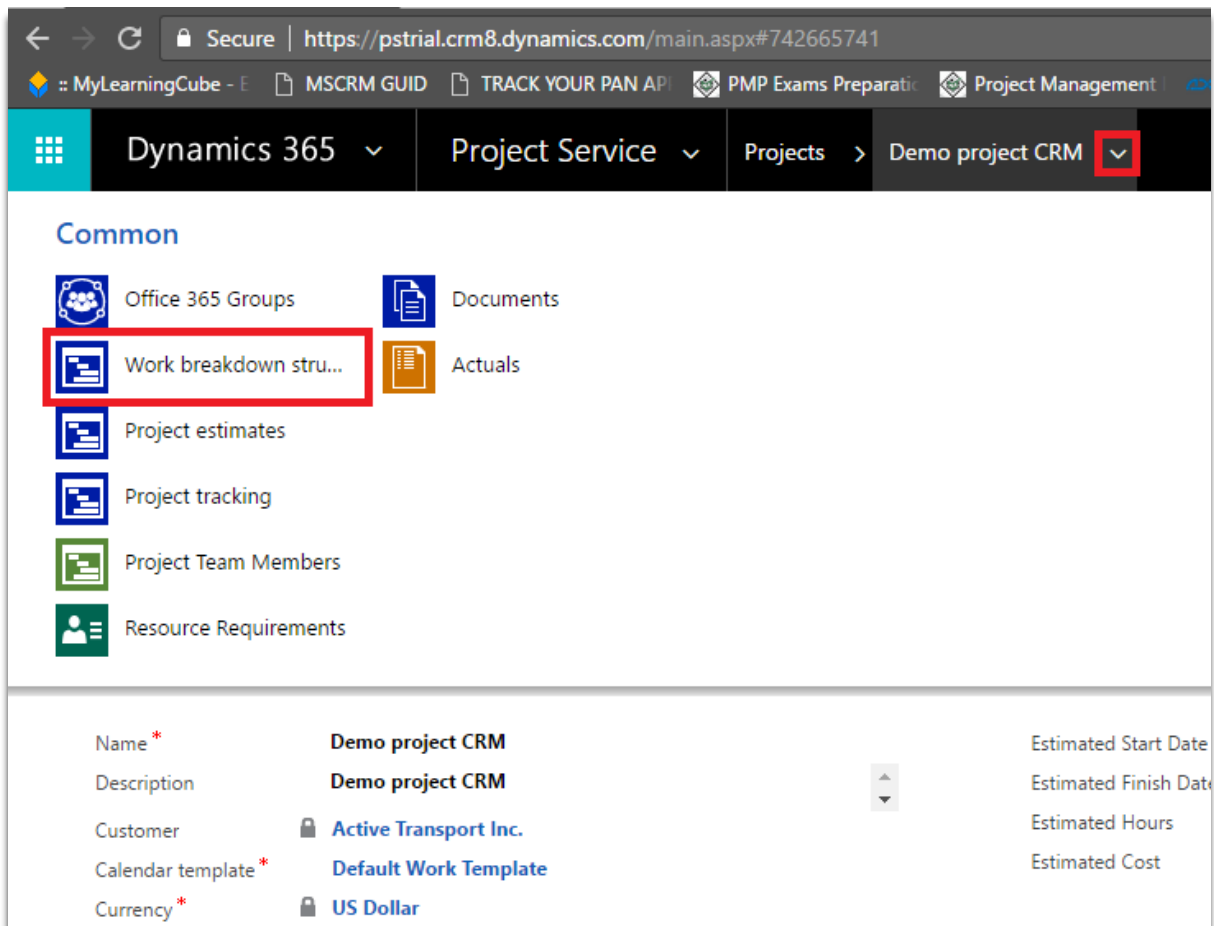 Secure | https://pstrial.crm8.dynamics.com/main.aspx#742665741
:: MyLearningCube - E MSCRM GUID TRACK YOUR PAN API PMP Exams Preparatic Project Management
Dynamics 365 Project Service Projects > Demo project CRM
Common
Office 365 Groups Documents
Work breakdown stru... Actuals
Project estimates
Project tracking
Project Team Members
Resource Requirements
Name * Demo project CRM Estimated Start Date
Description Demo project CRM Estimated Finish Date
Customer Active Transport Inc. Estimated Hours
Calendar template * Default Work Template Estimated Cost
Currency * US Dollar